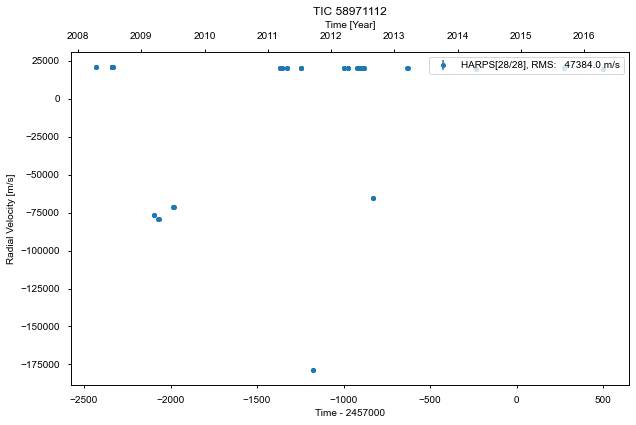 TIC 58971112
Time [Year]
2008 2009 2010 2011 2012 2013 2014 2015 2016
HARPS[28/28], RMS: 47384.0 m/s
25000
0
−25000
−50000
−75000
−100000
−125000
−150000
−175000
Radial Velocity [m/s]
−2500 −2000 −1500 −1000 −500 0 500
Time - 2457000